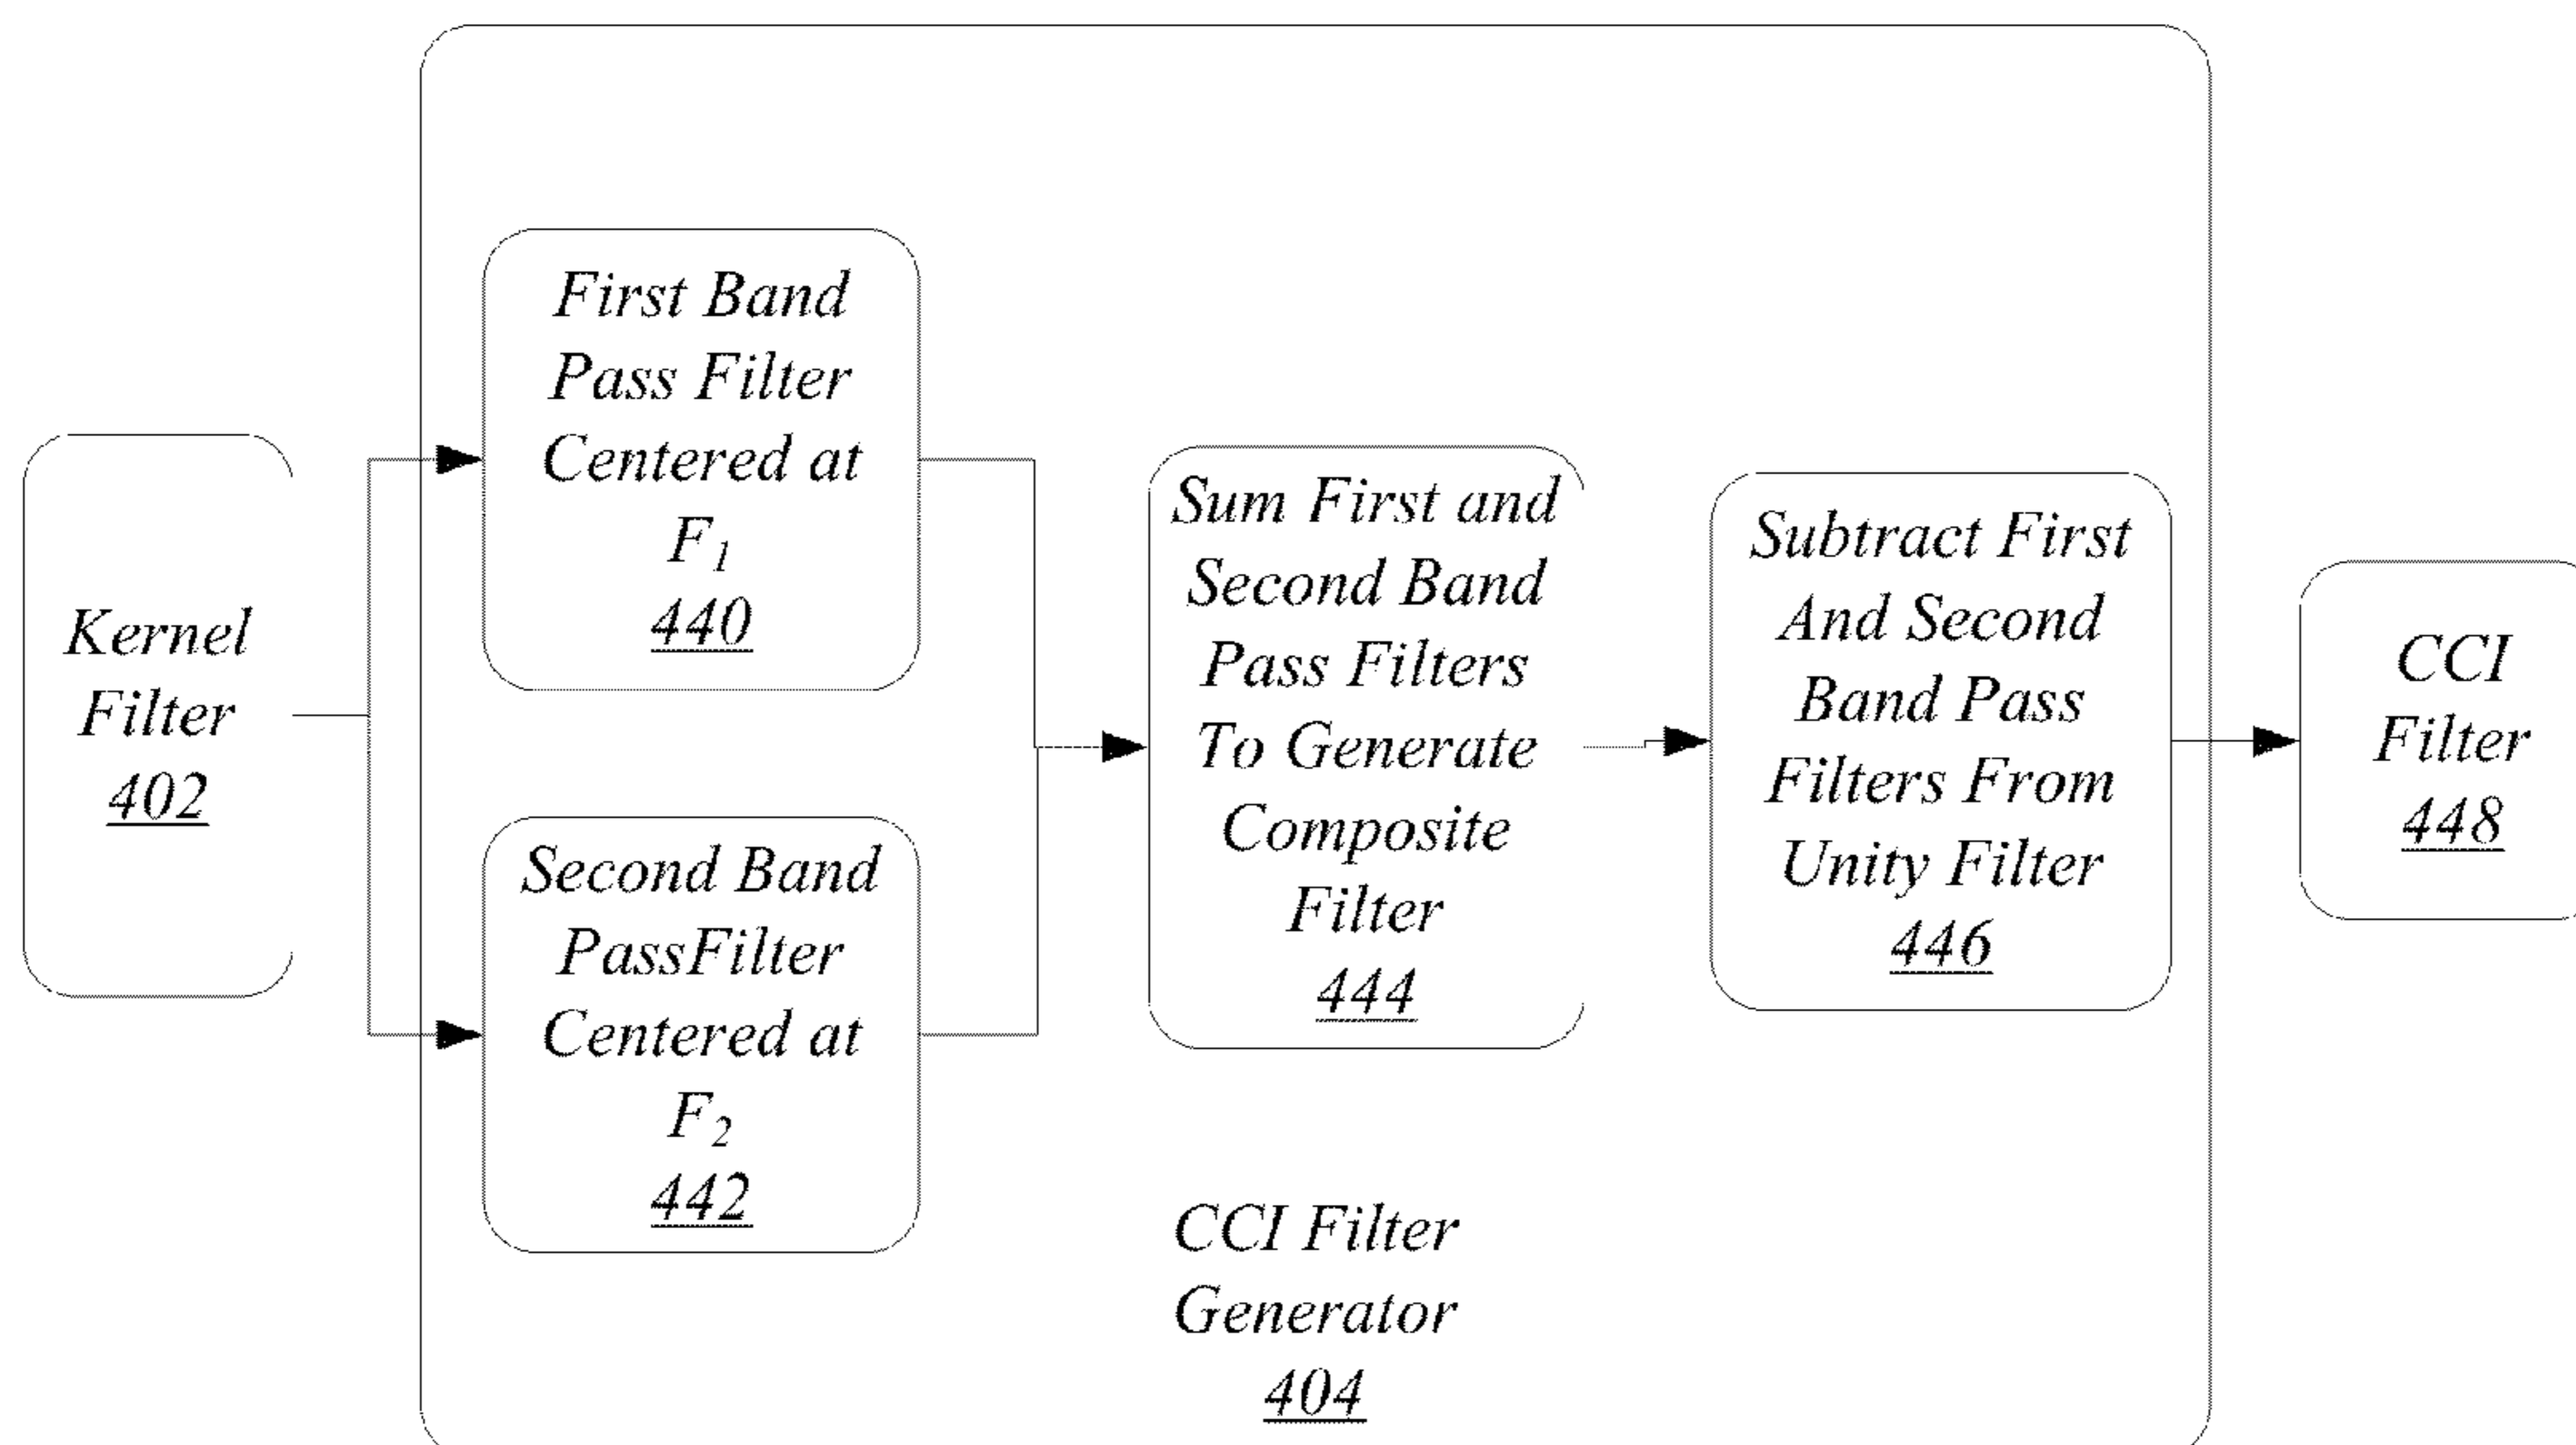 Kernel
Filter
402
First Band
Pass Filter
Centered at
F₁
440
Second Band
PassFilter
Centered at
F₂
442
Sum First and
Second Band
Pass Filters
To Generate
Composite
Filter
444
Subtract First
And Second
Band Pass
Filters From
Unity Filter
446
CCI
Filter
448
CCI Filter
Generator
404